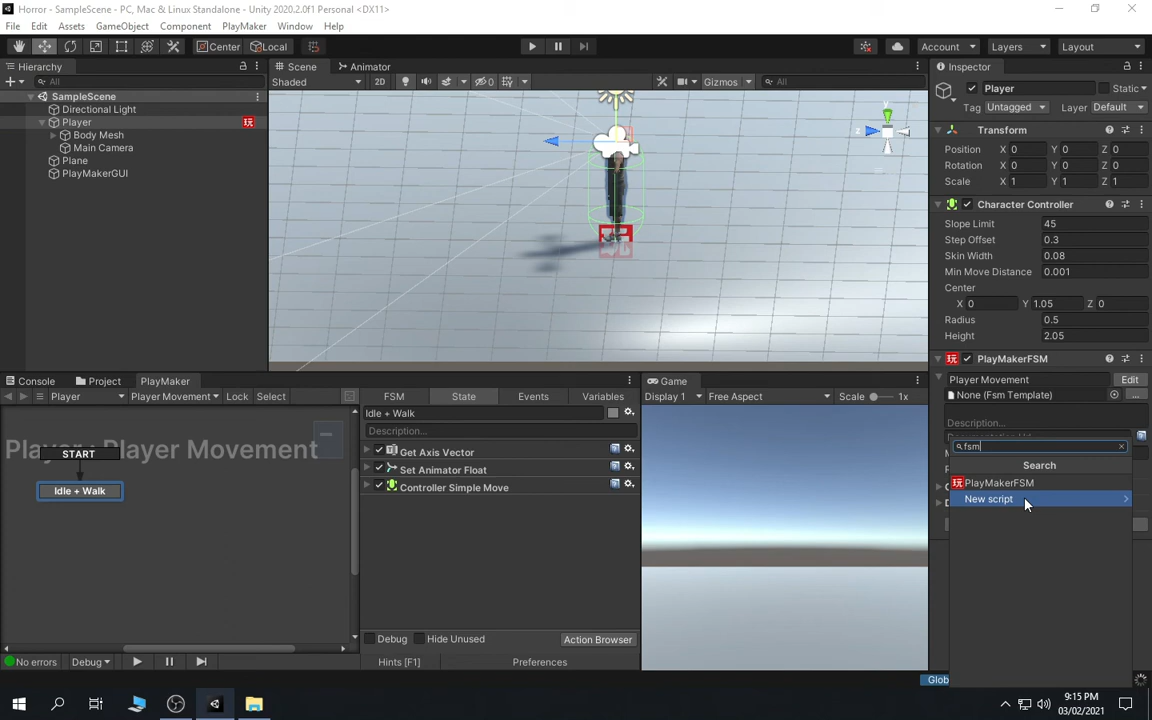 Horror - SampleScene - PC, Mac & Linux Standalone - Unity 2020.2.0f1 Personal <DX11>
File Edit Assets GameObject Component PlayMaker Window Help
Center Local Account Layers Layout
Hierarchy Scene Animator Inspector
All Shaded 2D Gizmos All
SampleScene
Directional Light
Player
Body Mesh
Main Camera
Plane
PlayMakerGUI
y
z
Player Static
Tag Untagged Layer Default
Transform
Position X 0 Y 0 Z 0
Rotation X 0 Y 0 Z 0
Scale X 1 Y 1 Z 1
Character Controller
Slope Limit 45
Step Offset 0.3
Skin Width 0.08
Min Move Distance 0.001
Center
X 0 Y 1.05 Z 0
Radius 0.5
Height 2.05
PlayMakerFSM
Player Movement Edit
None (Fsm Template) ...
Description...
fsm
Search
PlayMakerFSM
New script
Console Project PlayMaker
Player Player Movement Lock Select
Player : Player Movement
START
Idle + Walk
No errors Debug
FSM State Events Variables
Idle + Walk
Description...
Get Axis Vector
Set Animator Float
Controller Simple Move
Debug Hide Unused Action Browser
Hints [F1] Preferences
Game
Display 1 Free Aspect Scale 1x
Glob
9:15 PM
03/02/2021